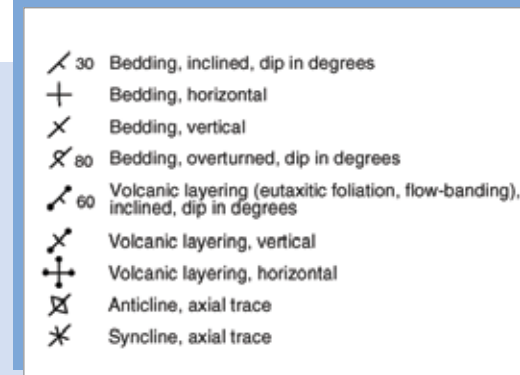 30 Bedding, inclined, dip in degrees
Bedding, horizontal
Bedding, vertical
80 Bedding, overturned, dip in degrees
60 Volcanic layering (eutaxitic foliation, flow-banding),
inclined, dip in degrees
Volcanic layering, vertical
Volcanic layering, horizontal
Anticline, axial trace
Syncline, axial trace